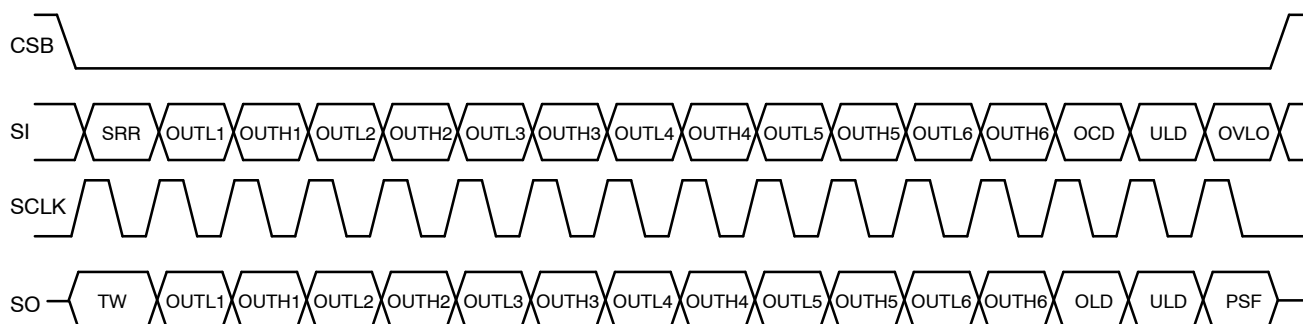 CSB
SI SRR OUTL1 OUTH1 OUTL2 OUTH2 OUTL3 OUTH3 OUTL4 OUTH4 OUTL5 OUTH5 OUTL6 OUTH6 OCD ULD OVLO
SCLK
SO TW OUTL1 OUTH1 OUTL2 OUTH2 OUTL3 OUTH3 OUTL4 OUTH4 OUTL5 OUTH5 OUTL6 OUTH6 OLD ULD PSF